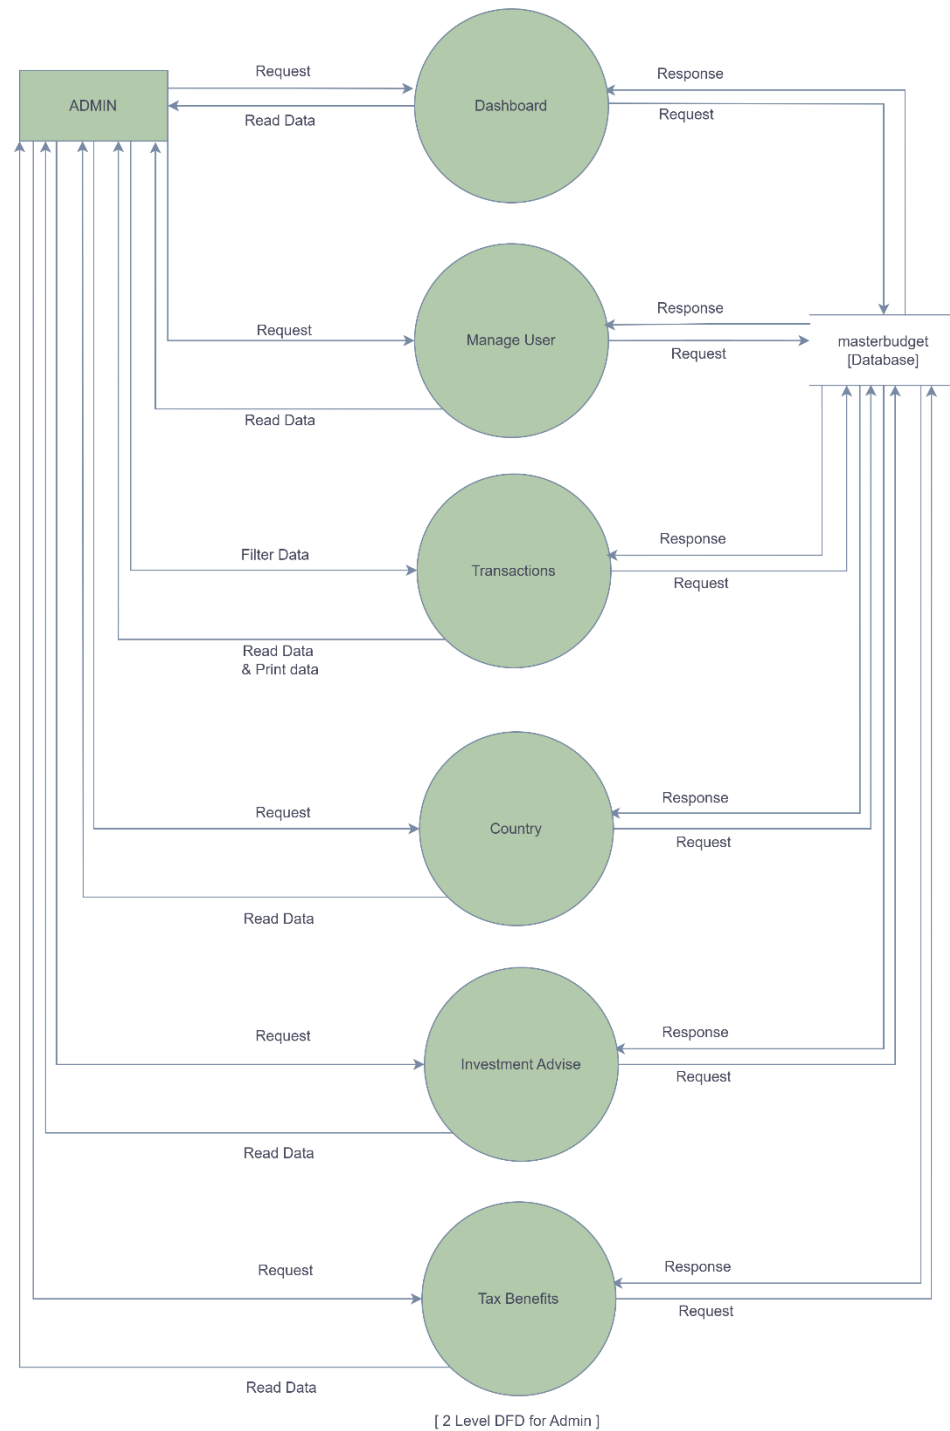 Request
Response
ADMIN
Dashboard
Read Data
Request
Response
Request
Manage User
masterbudget
[Database]
Request
Read Data
Response
Filter Data
Transactions
Request
Read Data
& Print data
Response
Request
Country
Request
Read Data
Response
Request
Investment Advise
Request
Read Data
Response
Request
Tax Benefits
Request
Read Data
[ 2 Level DFD for Admin ]